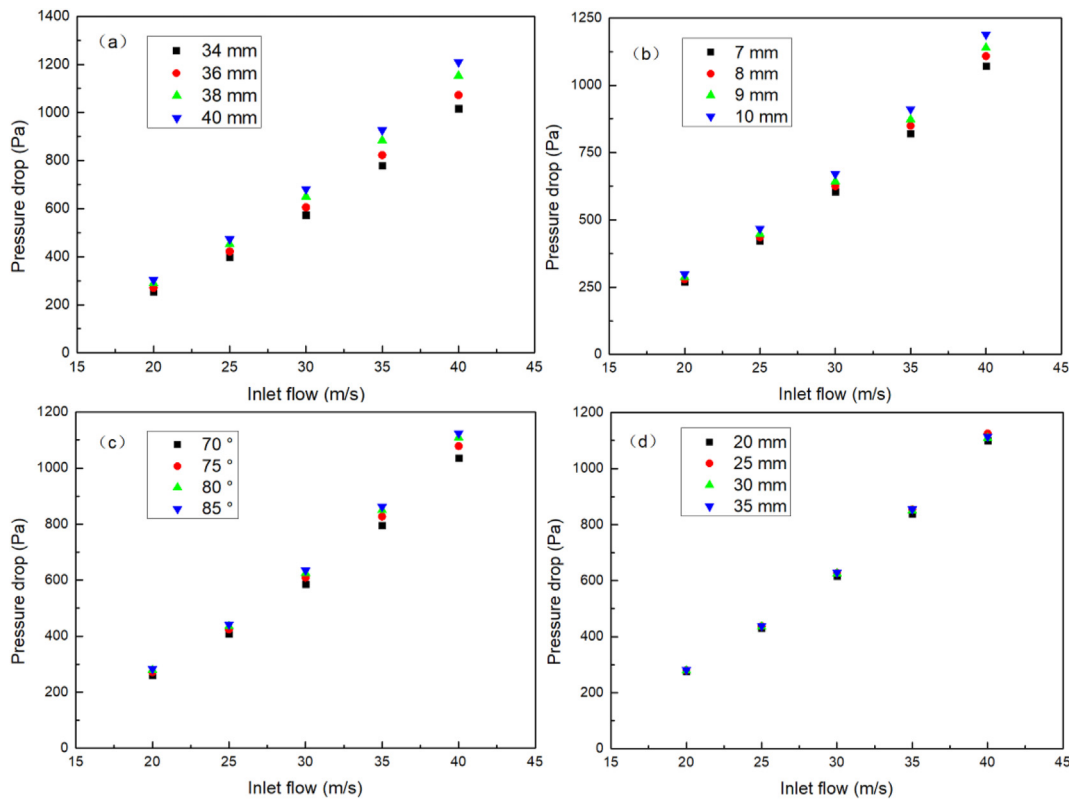 (a)
34 mm
36 mm
38 mm
40 mm
1400
1200
1000
800
600
400
200
0
Pressure drop (Pa)
15 20 25 30 35 40 45
Inlet flow (m/s)
(b)
7 mm
8 mm
9 mm
10 mm
1250
1000
750
500
250
0
Pressure drop (Pa)
15 20 25 30 35 40 45
Inlet flow (m/s)
(c)
70 °
75 °
80 °
85 °
1200
1000
800
600
400
200
0
Pressure drop (Pa)
15 20 25 30 35 40 45
Inlet flow (m/s)
(d)
20 mm
25 mm
30 mm
35 mm
1200
1000
800
600
400
200
0
Pressure drop (Pa)
15 20 25 30 35 40 45
Inlet flow (m/s)